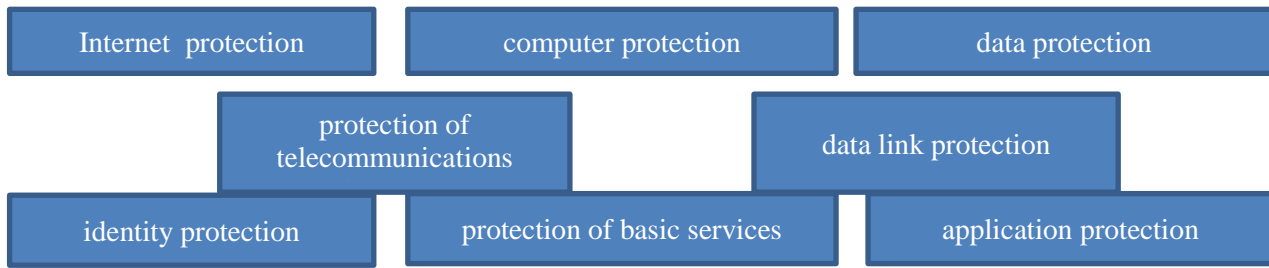 Internet protection
computer protection
data protection
protection of
telecommunications
data link protection
identity protection
protection of basic services
application protection